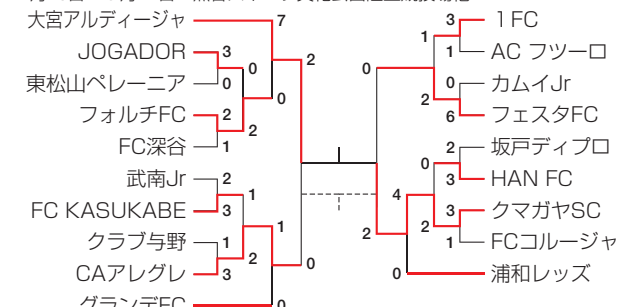 大宮アルディージャ
JOGADOR
東松山ペレーニア
フォルチFC
FC深谷
武南Jr
FC KASUKABE
クラブ与野
CAアレグレ
グランデFC
7
3
0
2
1
2
3
1
3
0
0
2
1
2
0
1
2
0
1FC
AC フツーロ
カムイJr
フェスタFC
坂戸ディプロ
HAN FC
クマガヤSC
FCコルージャ
浦和レッズ
3
1
0
6
2
3
3
1
0
1
2
0
2
4
0
2